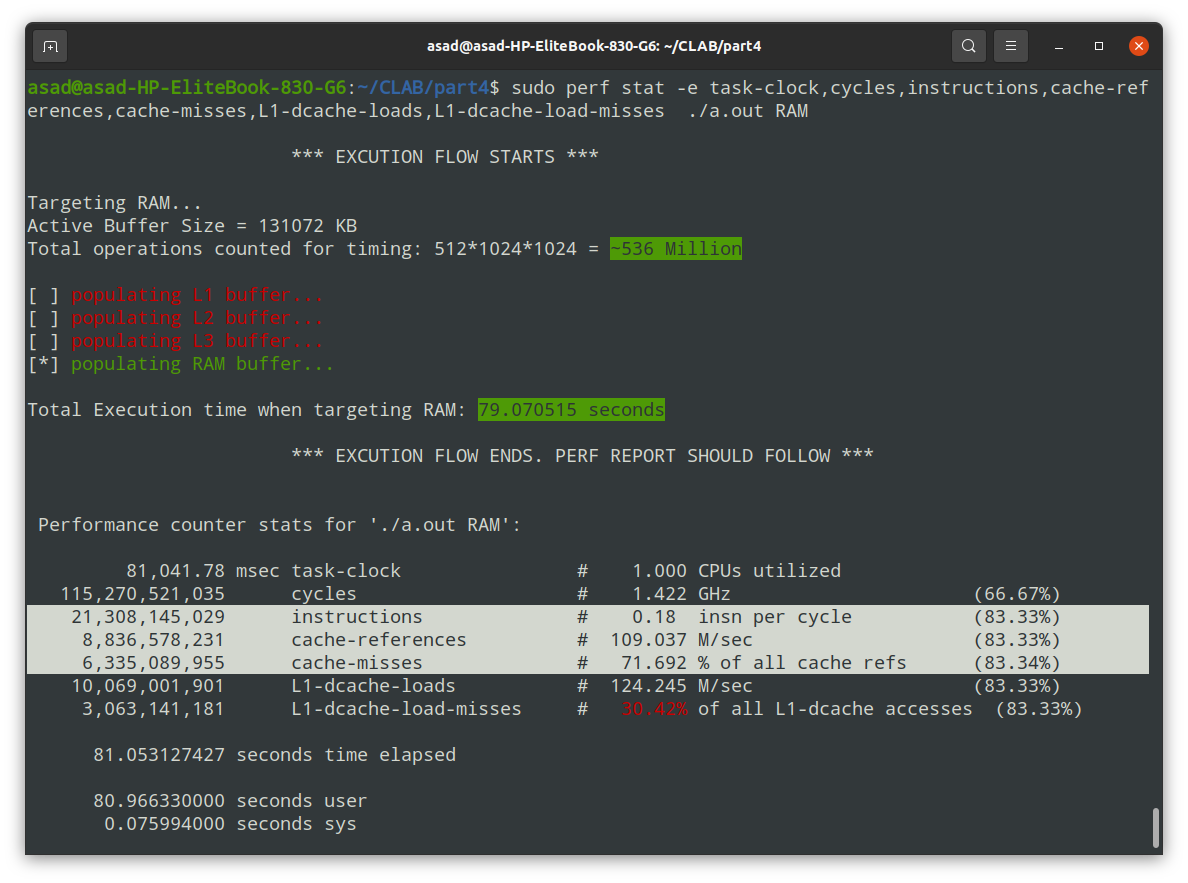 asad@asad-HP-EliteBook-830-G6: ~/CLAB/part4
asad@asad-HP-EliteBook-830-G6:~/CLAB/part4$ sudo perf stat -e task-clock,cycles,instructions,cache-ref
erences,cache-misses,L1-dcache-loads,L1-dcache-load-misses  ./a.out RAM
*** EXCUTION FLOW STARTS ***
Targeting RAM...
Active Buffer Size = 131072 KB
Total operations counted for timing: 512*1024*1024 = ~536 Million
[ ] populating L1 buffer...
[ ] populating L2 buffer...
[ ] populating L3 buffer...
[*] populating RAM buffer...
Total Execution time when targeting RAM: 79.070515 seconds
*** EXCUTION FLOW ENDS. PERF REPORT SHOULD FOLLOW ***
Performance counter stats for './a.out RAM':
81,041.78 msec task-clock # 1.000 CPUs utilized
115,270,521,035 cycles # 1.422 GHz (66.67%)
21,308,145,029 instructions # 0.18 insn per cycle (83.33%)
8,836,578,231 cache-references # 109.037 M/sec (83.33%)
6,335,089,955 cache-misses # 71.692 % of all cache refs (83.34%)
10,069,001,901 L1-dcache-loads # 124.245 M/sec (83.33%)
3,063,141,181 L1-dcache-load-misses # 30.42% of all L1-dcache accesses (83.33%)
81.053127427 seconds time elapsed
80.966330000 seconds user
0.075994000 seconds sys